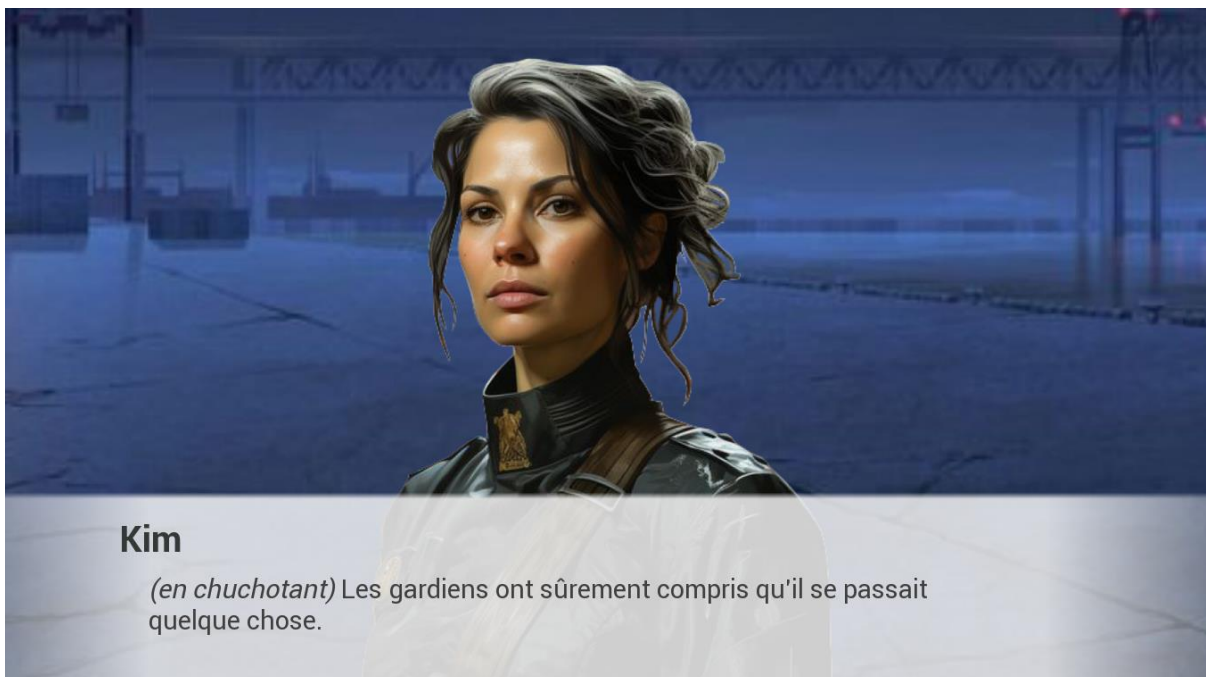 Kim
(en chuchotant) Les gardiens ont sûrement compris qu'il se passait
quelque chose.